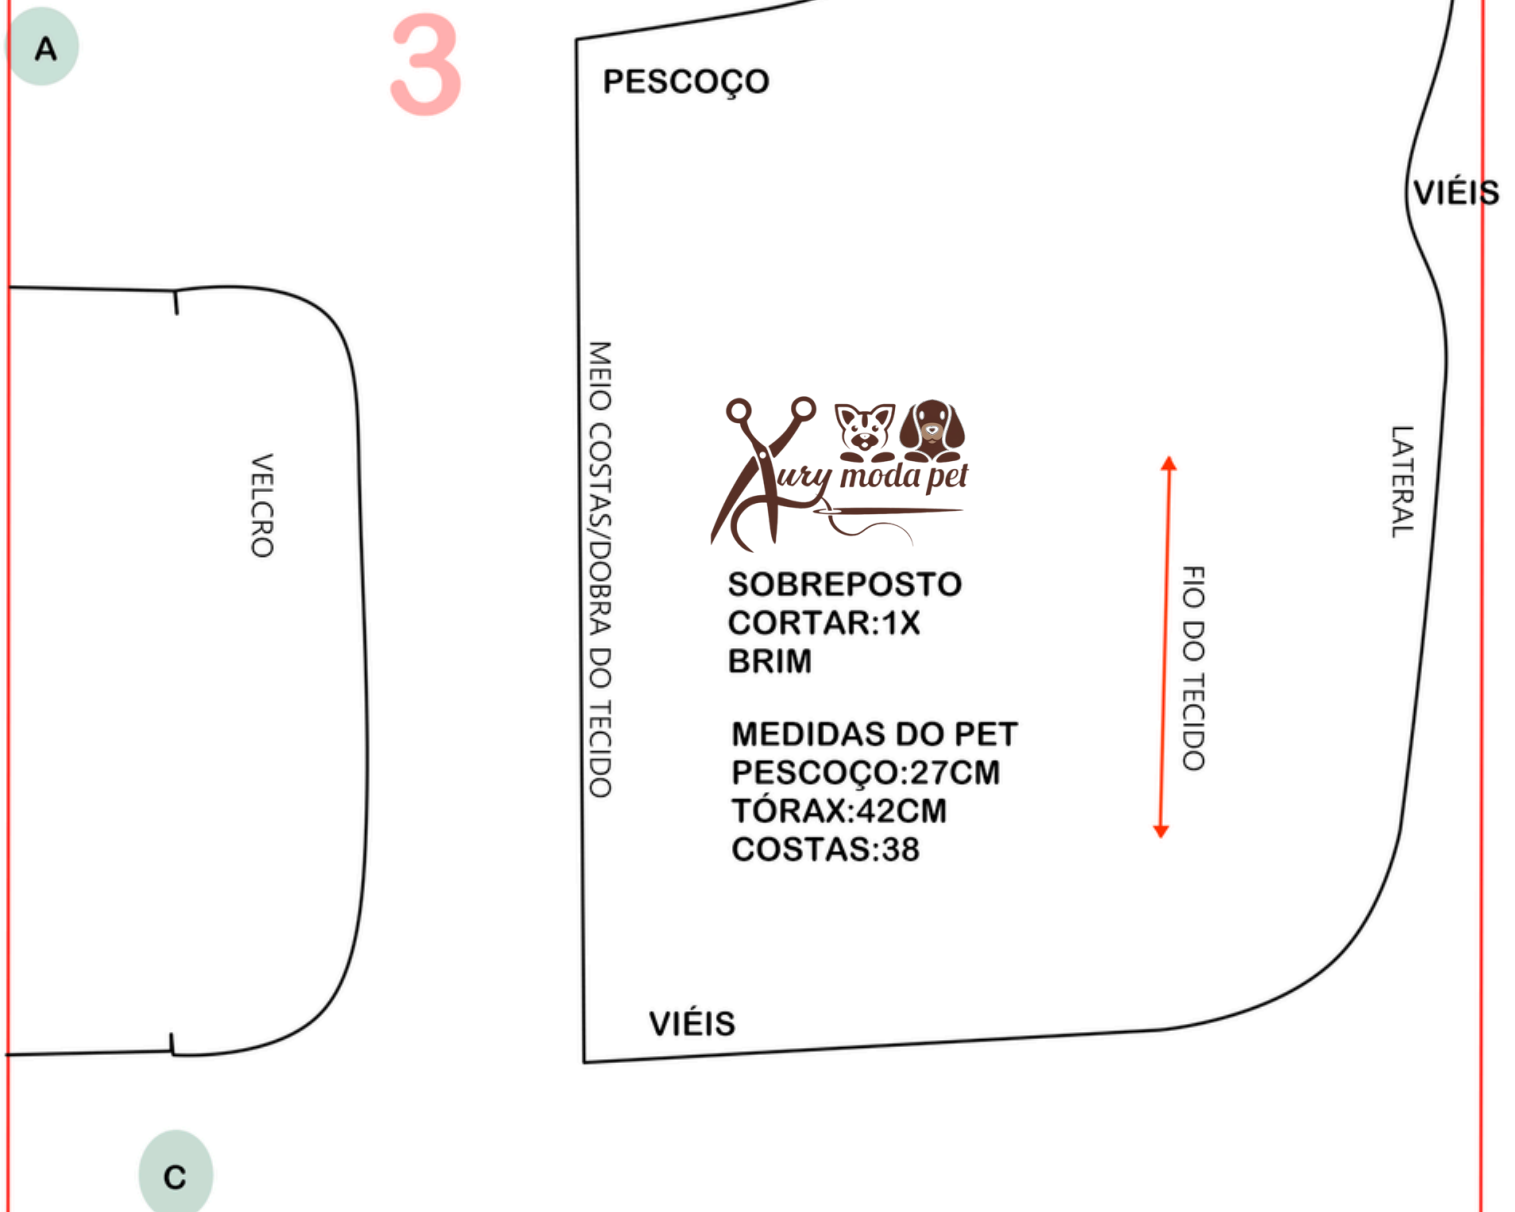 A
3
PESCOÇO
VIÉIS
VELCRO
MEIO COSTAS/DOBRA DO TECIDO
Aury moda pet
SOBREPOSTO
CORTAR:1X
BRIM
MEDIDAS DO PET
PESCOÇO:27CM
TÓRAX:42CM
COSTAS:38
FIO DO TECIDO
LATERAL
VIÉIS
C